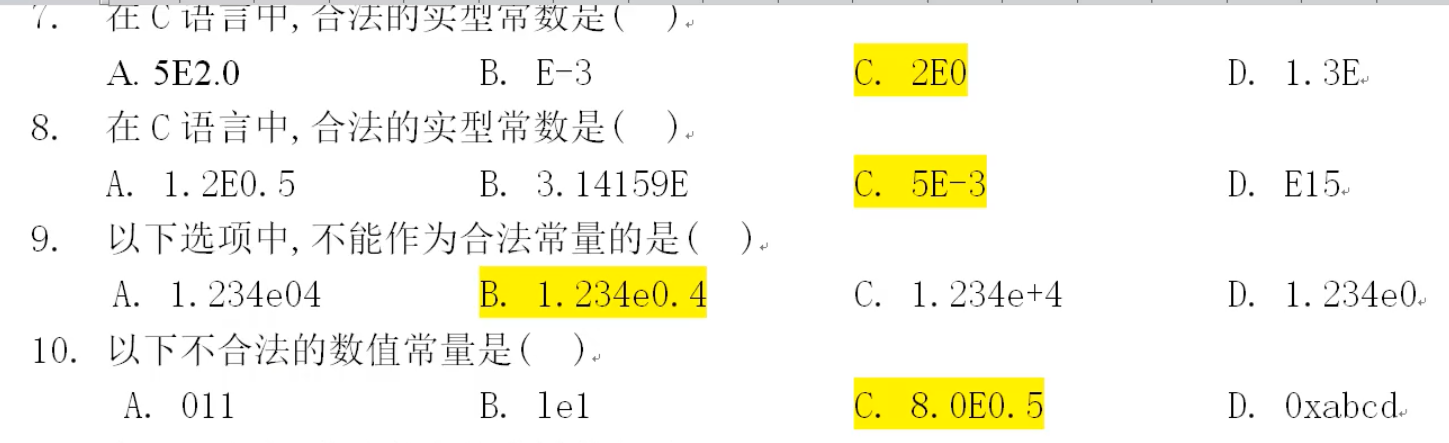 7. 在C语言中,合法的实型常数是( )。
A. 5E2.0 B. E-3 C. 2E0 D. 1.3E
8. 在C语言中,合法的实型常数是( )。
A. 1.2E0.5 B. 3.14159E C. 5E-3 D. E15
9. 以下选项中,不能作为合法常量的是( )。
A. 1.234e04 B. 1.234e0.4 C. 1.234e+4 D. 1.234e0
10. 以下不合法的数值常量是( )。
A. 011 B. 1e1 C. 8.0E0.5 D. 0xabcd